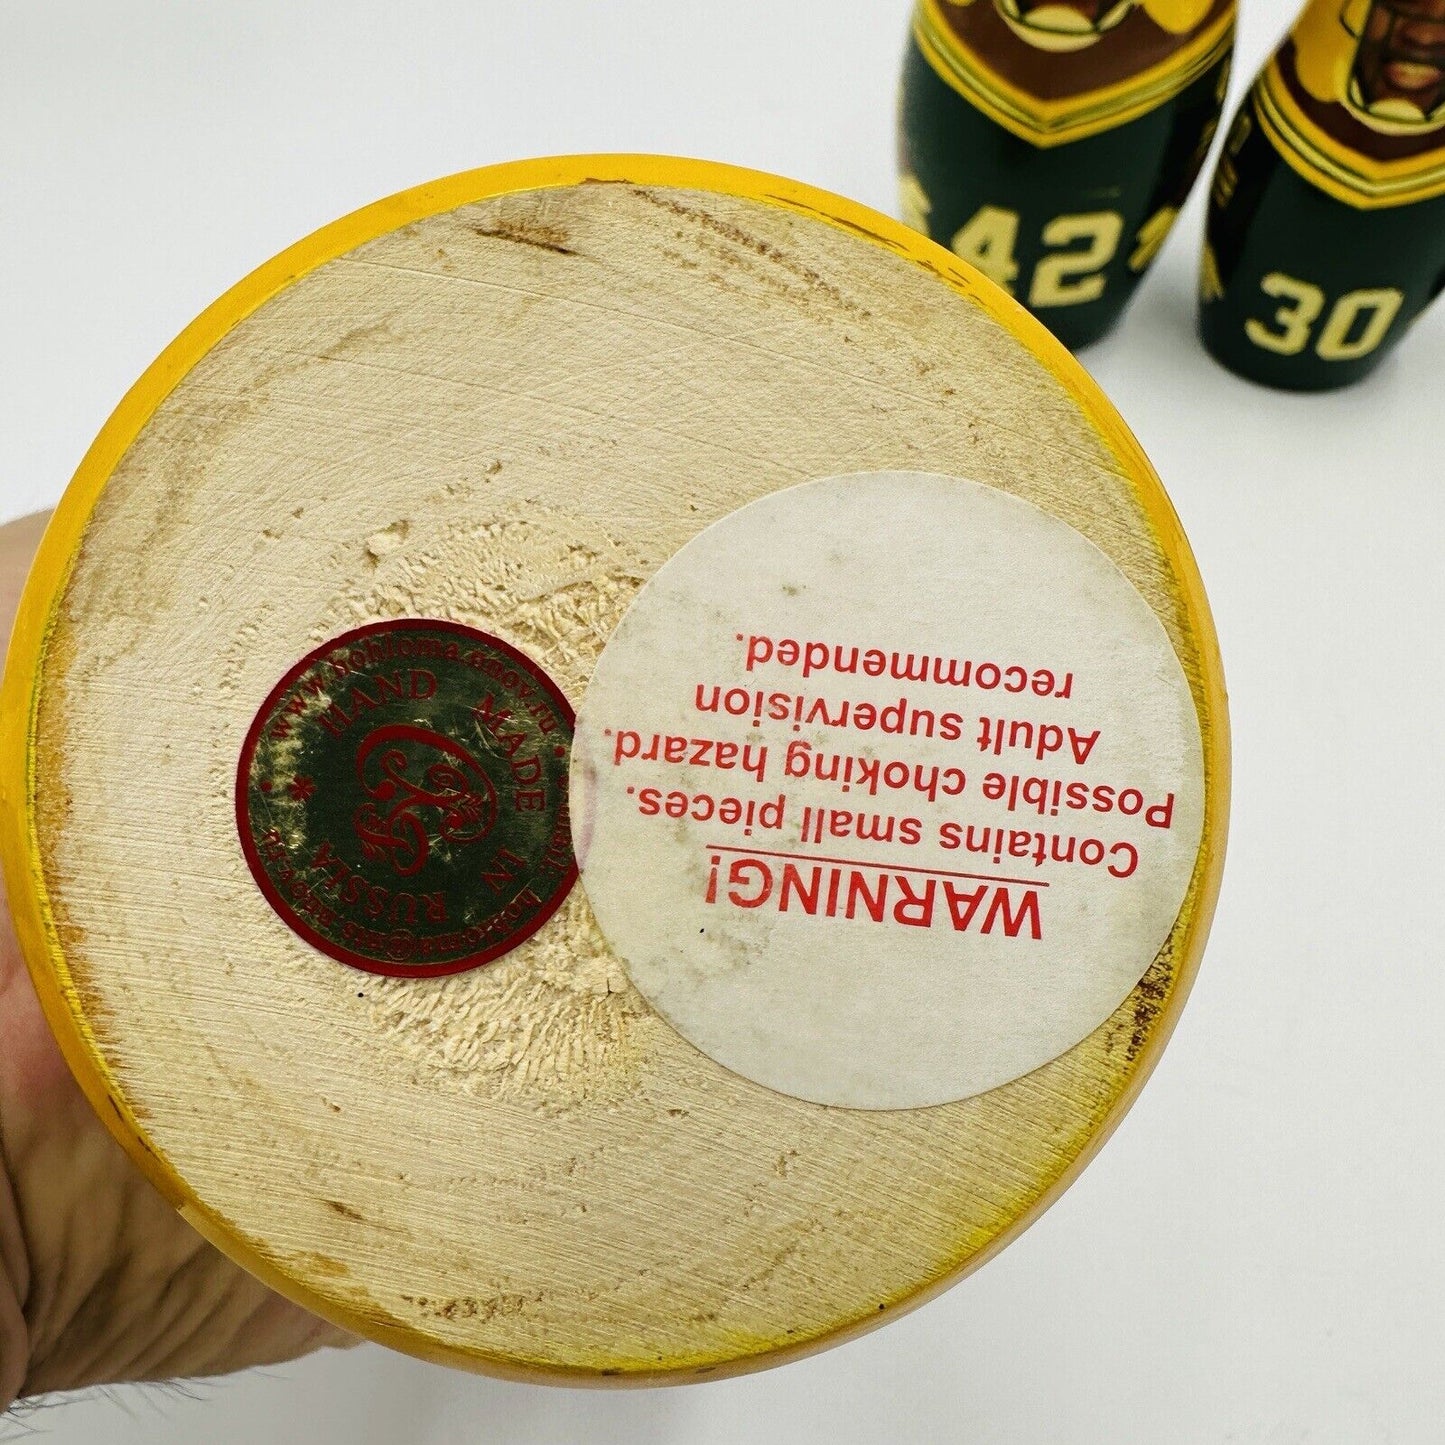 WARNING!
Contains small pieces.
Possible choking hazard.
Adult supervision
recommended.
HAND MADE IN RUSSIA
42
30